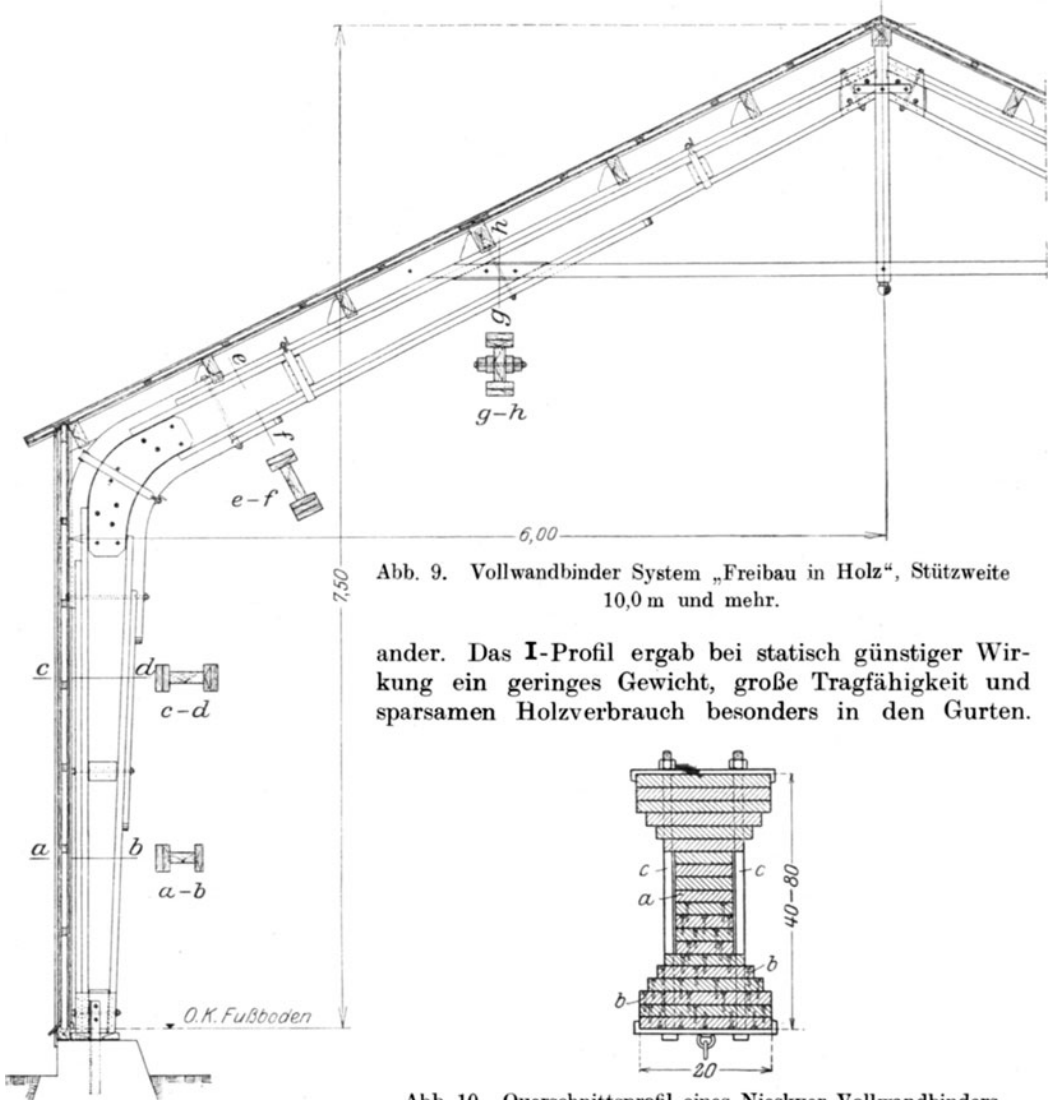 h
g
g–h
e
f
e–f
6,00
7,50
Abb. 9. Vollwandbinder System „Freibau in Holz“, Stützweite
10,0 m und mehr.
ander. Das I-Profil ergab bei statisch günstiger Wir-
kung ein geringes Gewicht, große Tragfähigkeit und
sparsamen Holzverbrauch besonders in den Gurten.
c
d
c–d
a
b
a–b
c
c
a
b
b
40–80
20
O.K. Fußboden
Abb. 10. Querschnittsprofil eines Nieskyer Vollwandbinders